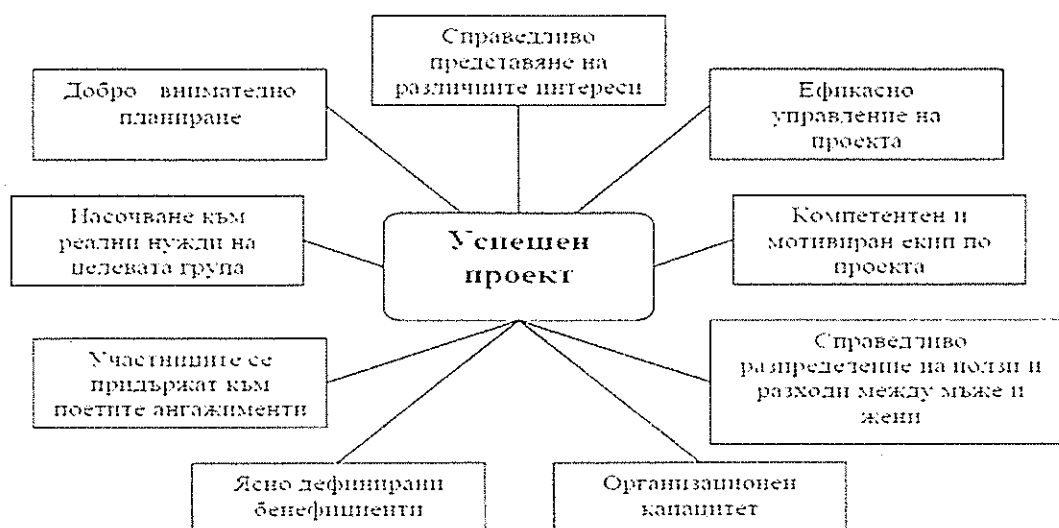 Справедливо
представяне на
различните интереси
Добро внимателно
планиране
Ефикасно
управление на
проекта
Насочване към
реални нужди на
целевата група
Успешен
проект
Компетентен и
мотивиран екип по
проекта
Участниците се
придържат към
поетите ангажименти
Справедливо
разпределение на ползи и
разходи между мъже и
жени
Ясно дефинирани
бенефициенти
Организационен
капацитет